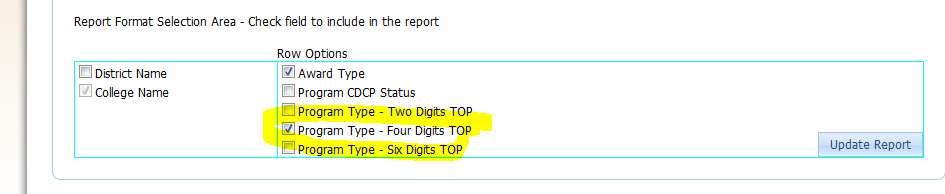 Report Format Selection Area - Check field to include in the report
Row Options
District Name
College Name
Award Type
Program CDCP Status
Program Type - Two Digits TOP
Program Type - Four Digits TOP
Program Type - Six Digits TOP
Update Report